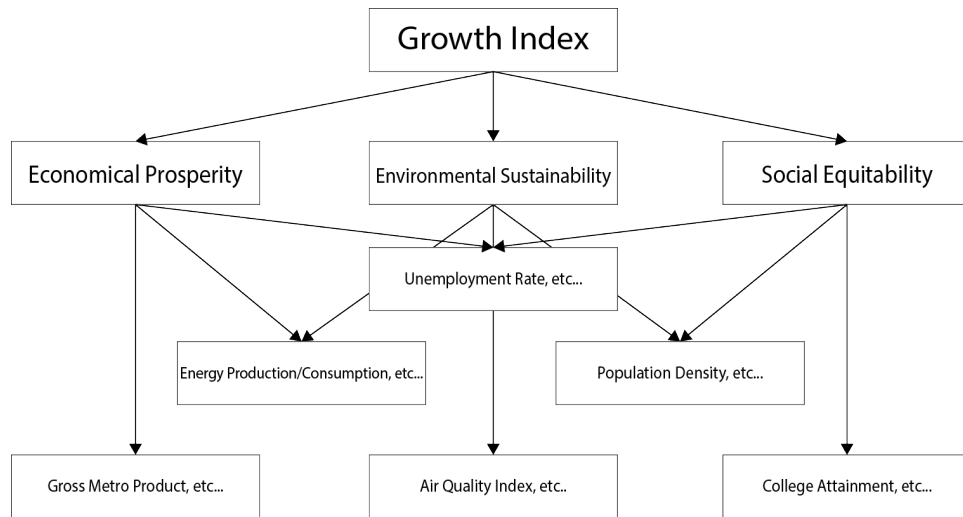 Growth Index
Economical Prosperity
Environmental Sustainability
Social Equitability
Unemployment Rate, etc...
Energy Production/Consumption, etc...
Population Density, etc...
Gross Metro Product, etc...
Air Quality Index, etc..
College Attainment, etc...